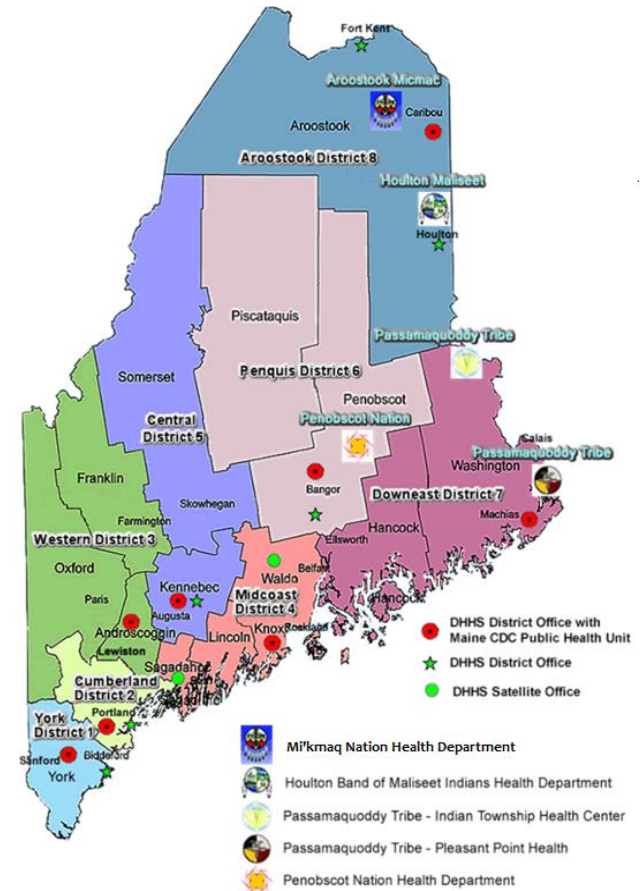 Fort Kent
Aroostook Micmac
Aroostook
Caribou
Aroostook District 8
Houlton Maliseet
Houlton
Piscataquis
Passamaquoddy Tribe
Somerset
Penquis District 6
Penobscot
Central
District 5
Penobscot Nation
Calais
Passamaquoddy Tribe
Washington
Franklin
Bangor
Downeast District 7
Skowhegan
Machias
Farmington
Western District 3
Ellsworth
Hancock
Oxford
Kennebec
Waldo
Belfast
Paris
Augusta
Midcoast
District 4
Hancock
Androscoggin
Lincoln
Knox
Rockland
Lewiston
Sagadahoc
Cumberland
District 2
York
District 1
Portland
Sanford
Biddeford
York
DHHS District Office with
Maine CDC Public Health Unit
DHHS District Office
DHHS Satellite Office
Mi'kmaq Nation Health Department
Houlton Band of Maliseet Indians Health Department
Passamaquoddy Tribe - Indian Township Health Center
Passamaquoddy Tribe - Pleasant Point Health
Penobscot Nation Health Department